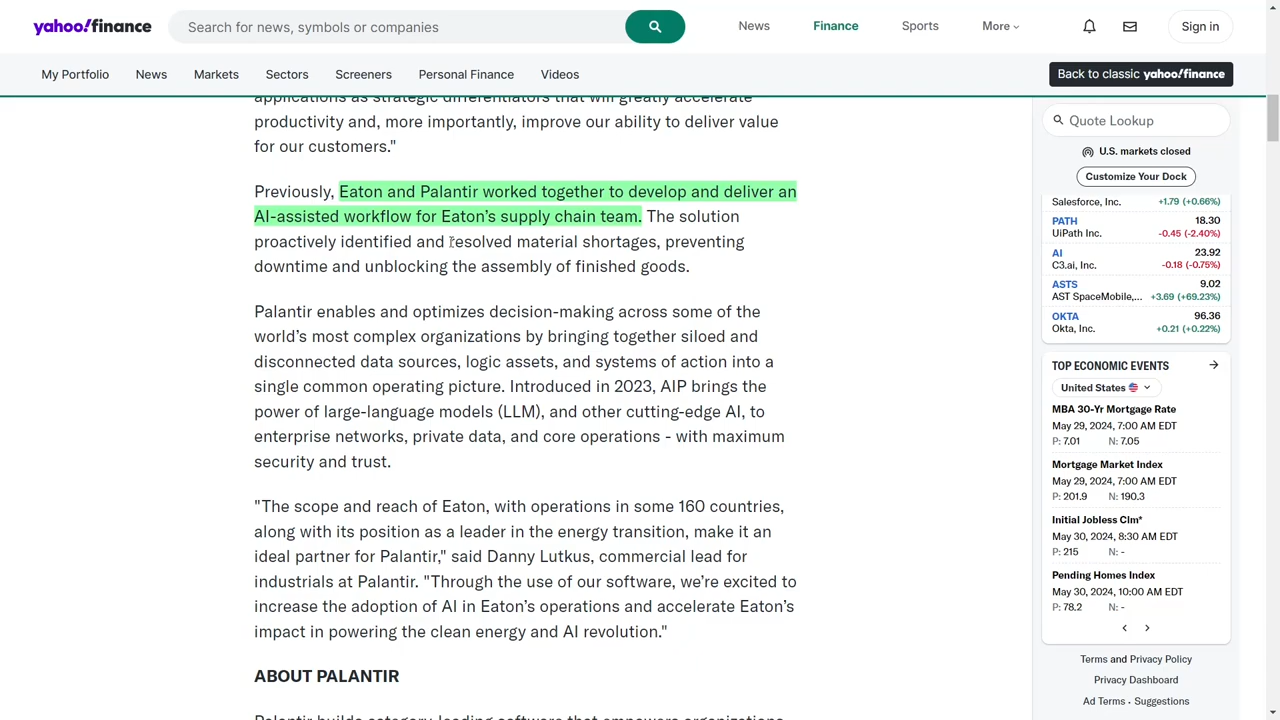 yahoo!finance
Search for news, symbols or companies
News
Finance
Sports
More
Sign in
My Portfolio
News
Markets
Sectors
Screeners
Personal Finance
Videos
Back to classic yahoo!finance
applications as strategic differentiators that will greatly accelerate
productivity and, more importantly, improve our ability to deliver value
for our customers."
Previously, Eaton and Palantir worked together to develop and deliver an
AI-assisted workflow for Eaton’s supply chain team. The solution
proactively identified and resolved material shortages, preventing
downtime and unblocking the assembly of finished goods.
Palantir enables and optimizes decision-making across some of the
world’s most complex organizations by bringing together siloed and
disconnected data sources, logic assets, and systems of action into a
single common operating picture. Introduced in 2023, AIP brings the
power of large-language models (LLM), and other cutting-edge AI, to
enterprise networks, private data, and core operations - with maximum
security and trust.
"The scope and reach of Eaton, with operations in some 160 countries,
along with its position as a leader in the energy transition, make it an
ideal partner for Palantir," said Danny Lutkus, commercial lead for
industrials at Palantir. "Through the use of our software, we’re excited to
increase the adoption of AI in Eaton’s operations and accelerate Eaton’s
impact in powering the clean energy and AI revolution."
ABOUT PALANTIR
Palantir builds category-leading software that empowers organizations
Quote Lookup
U.S. markets closed
Customize Your Dock
Salesforce, Inc. +1.79 (+0.66%)
PATH 18.30
UiPath Inc. -0.45 (-2.40%)
AI 23.92
C3.ai, Inc. -0.18 (-0.75%)
ASTS 9.02
AST SpaceMobile,... +3.69 (+69.23%)
OKTA 96.36
Okta, Inc. +0.21 (+0.22%)
TOP ECONOMIC EVENTS
United States
MBA 30-Yr Mortgage Rate
May 29, 2024, 7:00 AM EDT
P: 7.01 N: 7.05
Mortgage Market Index
May 29, 2024, 7:00 AM EDT
P: 201.9 N: 190.3
Initial Jobless Clm*
May 30, 2024, 8:30 AM EDT
P: 215 N: -
Pending Homes Index
May 30, 2024, 10:00 AM EDT
P: 78.2 N: -
Terms and Privacy Policy
Privacy Dashboard
Ad Terms • Suggestions